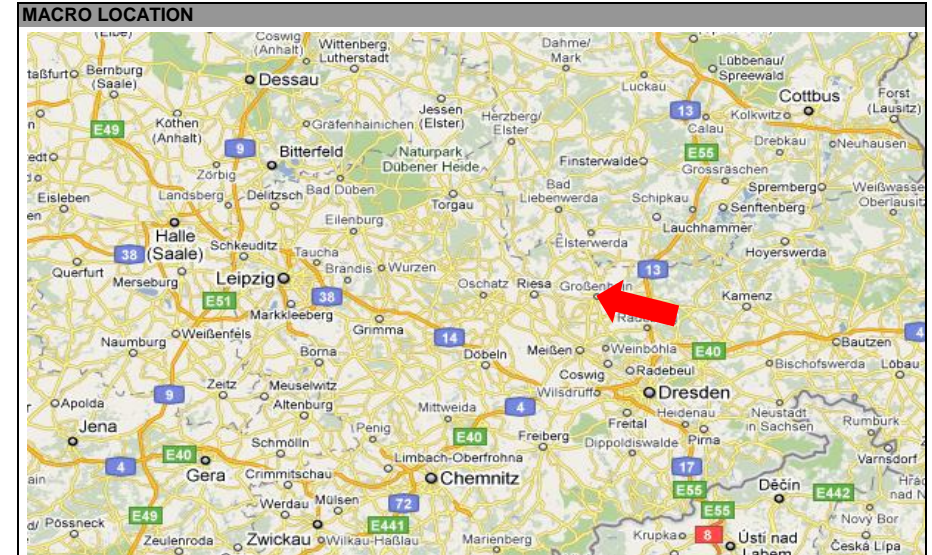 MACRO LOCATION
(Elbe)
Coswig
(Anhalt)
Wittenberg,
Lutherstadt
Dahme/
Mark
Lübbenau/
Spreewald
Bernburg
(Saale)
Dessau
Luckau
Cottbus
Forst
(Lausitz)
E49
Köthen
(Anhalt)
9
Gräfenhainichen
Jessen
(Elster)
Herzberg/
Elster
13
Calau
Kolkwitz
Drebkau
Neuhausen
Bitterfeld
Naturpark
Dübener Heide
Finsterwalde
E55
Großräschen
Zörbig
Eisleben
Landsberg
Delitzsch
Bad Düben
Torgau
Bad
Liebenwerda
Schipkau
Senftenberg
Spremberg
Weißwasse
Oberlausitz
Eilenburg
Lauchhammer
Halle
(Saale)
38
Schkeuditz
Taucha
Elsterwerda
Hoyerswerda
Querfurt
Merseburg
Leipzig
Brandis
Wurzen
Oschatz
Riesa
13
E51
38
Markkleeberg
Kamenz
Naumburg
Weißenfels
Grimma
14
Borna
Döbeln
Meißen
Weinböhla
E40
Bautzen
4
Bischofswerda
Löbau
Zeitz
Meuselwitz
Coswig
Radebeul
9
Altenburg
Wilsdruff
Dresden
Apolda
Mittweida
4
Heidenau
Neustadt
in Sachsen
Rumburk
Jena
Penig
E40
Freiberg
Freital
Dippoldiswalde
Pirna
Schmölln
Limbach-Oberfrohna
Varnsdorf
E40
4
Gera
Crimmitschau
Chemnitz
17
E55
Děčín
E442
Werdau
Mülsen
72
E49
Pössneck
E441
E55
Nový Bor
Zeulenroda
Zwickau
Wilkau-Haßlau
Marienberg
Krupka
8
Ústí nad
Labem
Česká Lípa